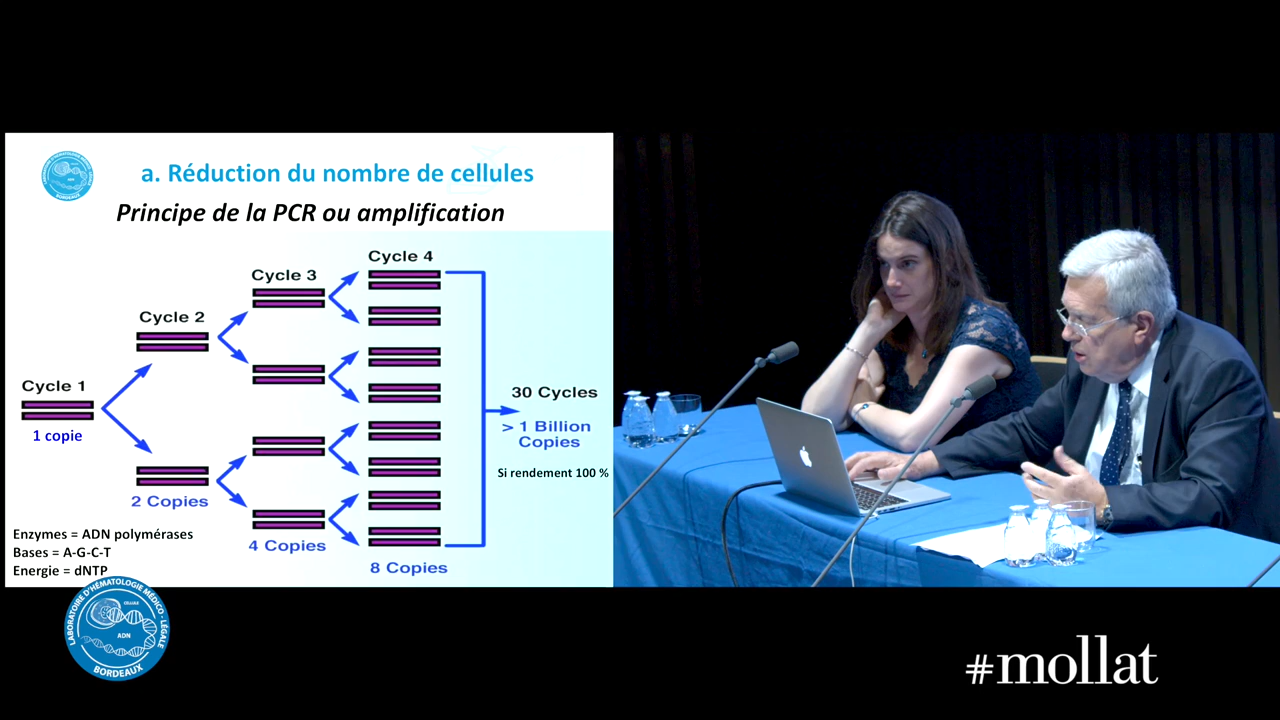 a. Réduction du nombre de cellules
Principe de la PCR ou amplification
Cycle 1
1 copie
Cycle 2
2 Copies
Cycle 3
4 Copies
Cycle 4
8 Copies
30 Cycles
> 1 Billion
Copies
Si rendement 100 %
Enzymes = ADN polymérases
Bases = A-G-C-T
Energie = dNTP
LABORATOIRE D'HÉMATOLOGIE MÉDICO-LÉGALE
ADN
BORDEAUX
#mollat